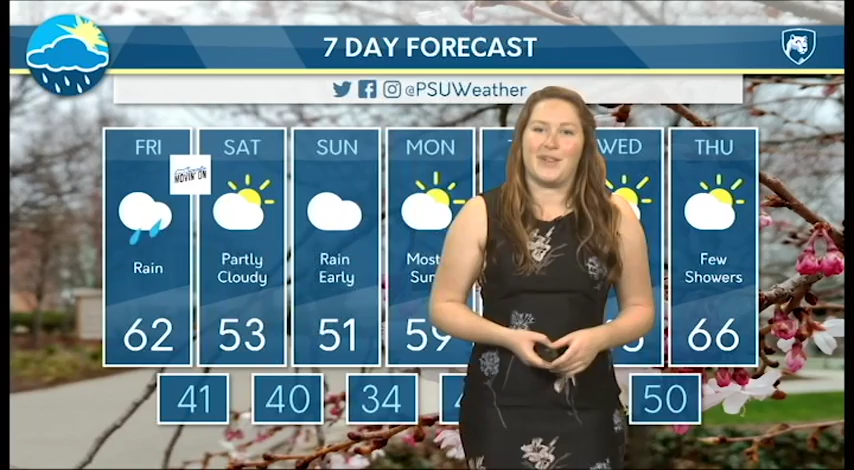 7 DAY FORECAST
@PSUWeather
FRI SAT SUN MON WED THU
MOVIN' ON
Rain
Partly
Cloudy
Rain
Early
Few
Showers
62 53 51 59 66
41 40 34 50